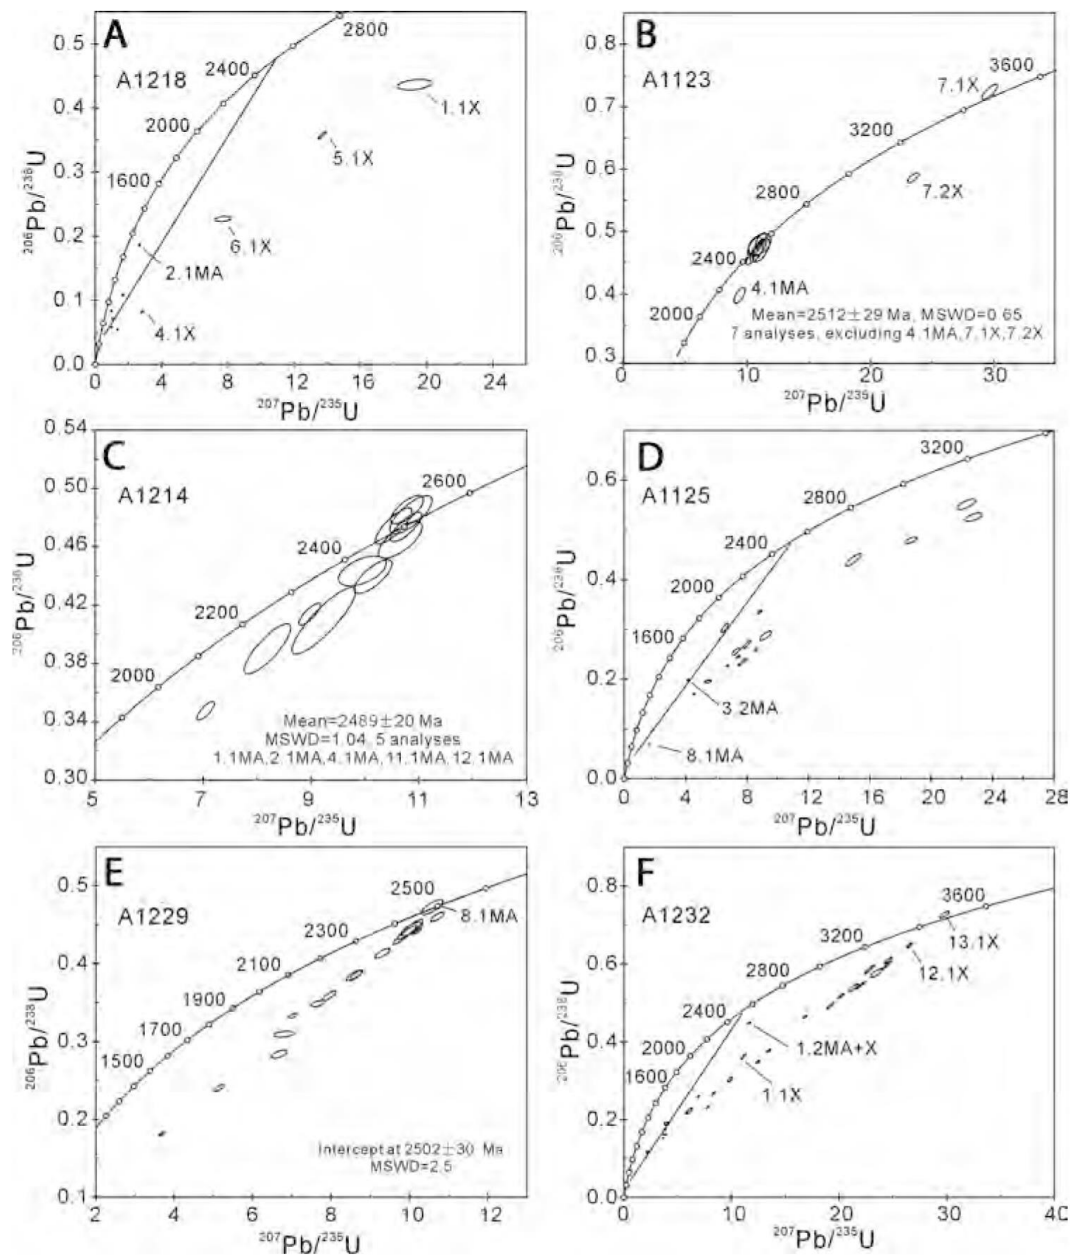 A
A1218
2800
2400
2000
1600
1.1X
5.1X
6.1X
2.1MA
4.1X
0.5
0.4
0.3
0.2
0.1
0.0
0 4 8 12 16 20 24
²⁰⁶Pb/²³⁸U
²⁰⁷Pb/²³⁵U
B
A1123
3600
7.1X
3200
7.2X
2800
2400
4.1MA
2000
Mean=2512±29 Ma, MSWD=0.65
7 analyses, excluding 4.1MA,7.1X,7.2X
0.8
0.7
0.6
0.5
0.4
0.3
0 10 20 30
²⁰⁶Pb/²³⁸U
²⁰⁷Pb/²³⁵U
C
A1214
2600
2400
2200
2000
Mean=2489±20 Ma
MSWD=1.04, 5 analyses
1.1MA,2.1MA,4.1MA,11.1MA,12.1MA
0.54
0.50
0.46
0.42
0.38
0.34
0.30
5 7 9 11 13
²⁰⁶Pb/²³⁸U
²⁰⁷Pb/²³⁵U
D
A1125
3200
2800
2400
2000
1600
3.2MA
8.1MA
0.6
0.4
0.2
0.0
0 4 8 12 16 20 24 28
²⁰⁶Pb/²³⁸U
²⁰⁷Pb/²³⁵U
E
A1229
2500
8.1MA
2300
2100
1900
1700
1500
Intercept at 2502±30 Ma
MSWD=2.5
0.5
0.4
0.3
0.2
0.1
2 4 6 8 10 12
²⁰⁶Pb/²³⁸U
²⁰⁷Pb/²³⁵U
F
A1232
3600
13.1X
3200
12.1X
2800
2400
1.2MA+X
2000
1.1X
1600
0.8
0.6
0.4
0.2
0.0
0 10 20 30 40
²⁰⁶Pb/²³⁸U
²⁰⁷Pb/²³⁵U